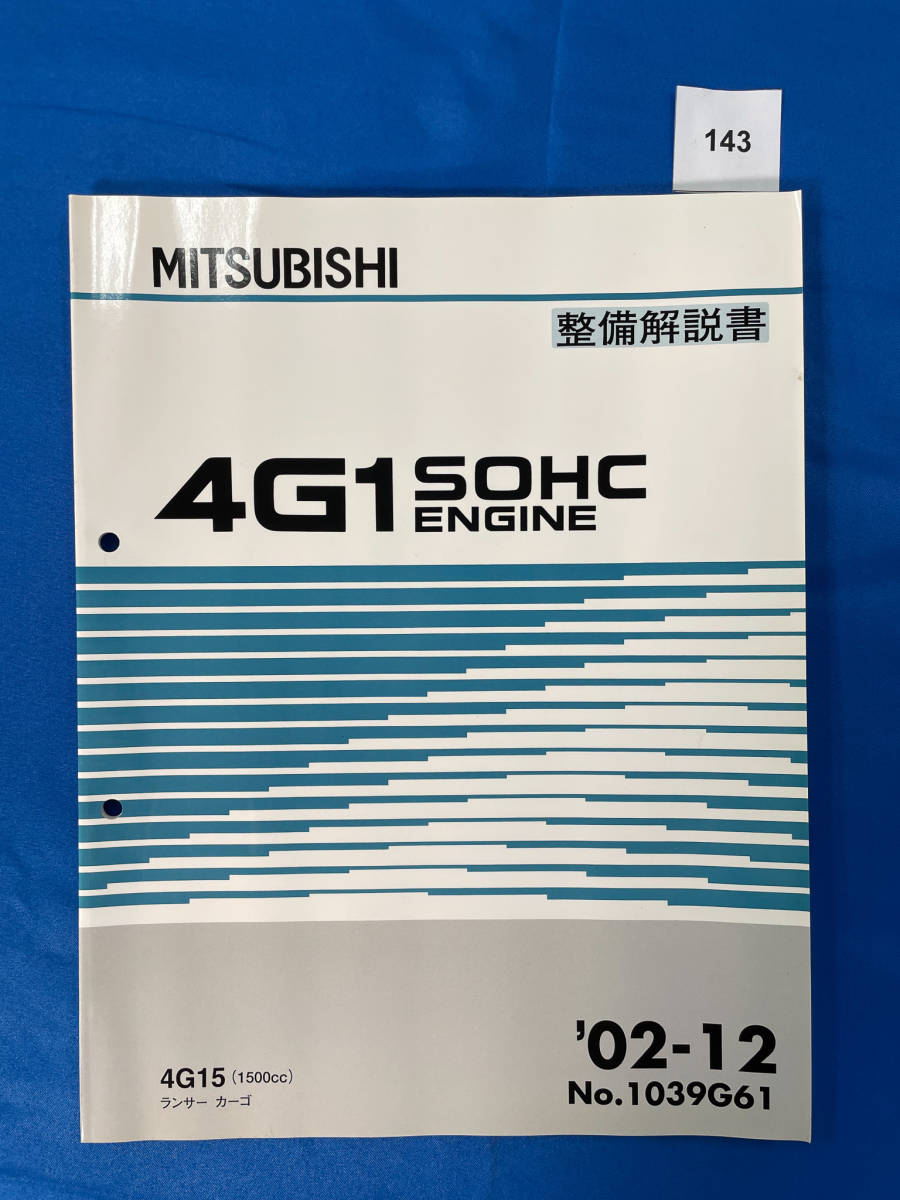 143
MITSUBISHI
整備解説書
4G1 SOHC
ENGINE
'02-12
No.1039G61
4G15 (1500cc)
ランサー カーゴ